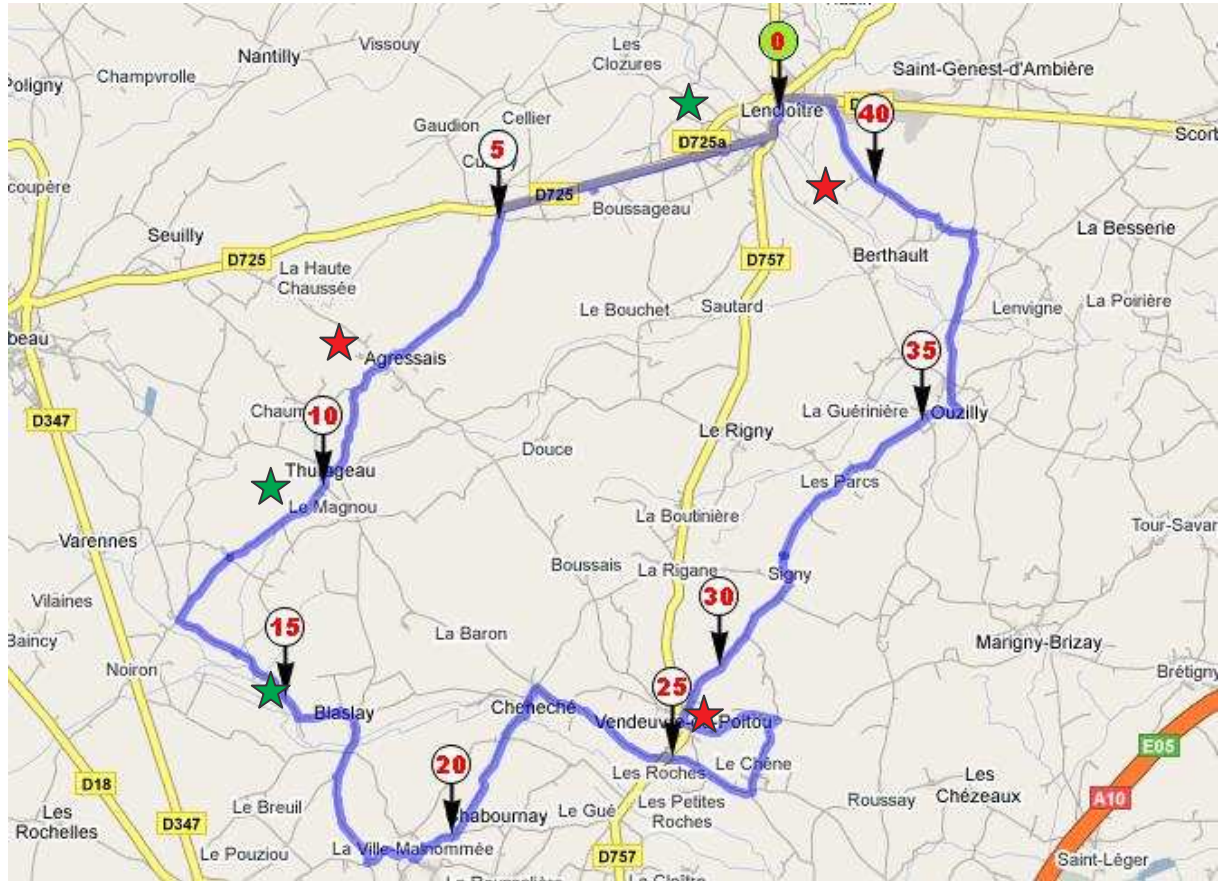 Vissouy
Nantilly
Les
Clozures
0
Poligny
Champvrolle
Saint-Genest-d'Ambière
Lencloître
40
Gaudion
Cellier
5
D725a
Scorb
coupère
D725
Boussageau
Seuilly
La Besserie
D725
La Haute
Chaussée
D757
Berthault
Le Bouchet
Sautard
Lenvigne
La Poirière
beau
Agressais
35
D347
Chaum
10
La Guérinière
Ouzilly
Le Rigny
Douce
Thurageau
Les Parcs
Le Magnou
La Boutinière
Varennes
Tour-Savar
Boussais
La Rigane
Signy
30
Vilaines
15
La Baron
Baincy
Marigny-Brizay
Noiron
Brétigny
25
Blaslay
Cheneché
Vendeuvre-du-Poitou
E05
20
Les Roches
Le Chêne
D18
Les
Chézeaux
A10
Le Breuil
Les
Rochelles
D347
Chabournay
Le Gué
Les Petites
Roches
Roussay
Le Pouziou
La Ville-Malnommée
D757
Saint-Léger